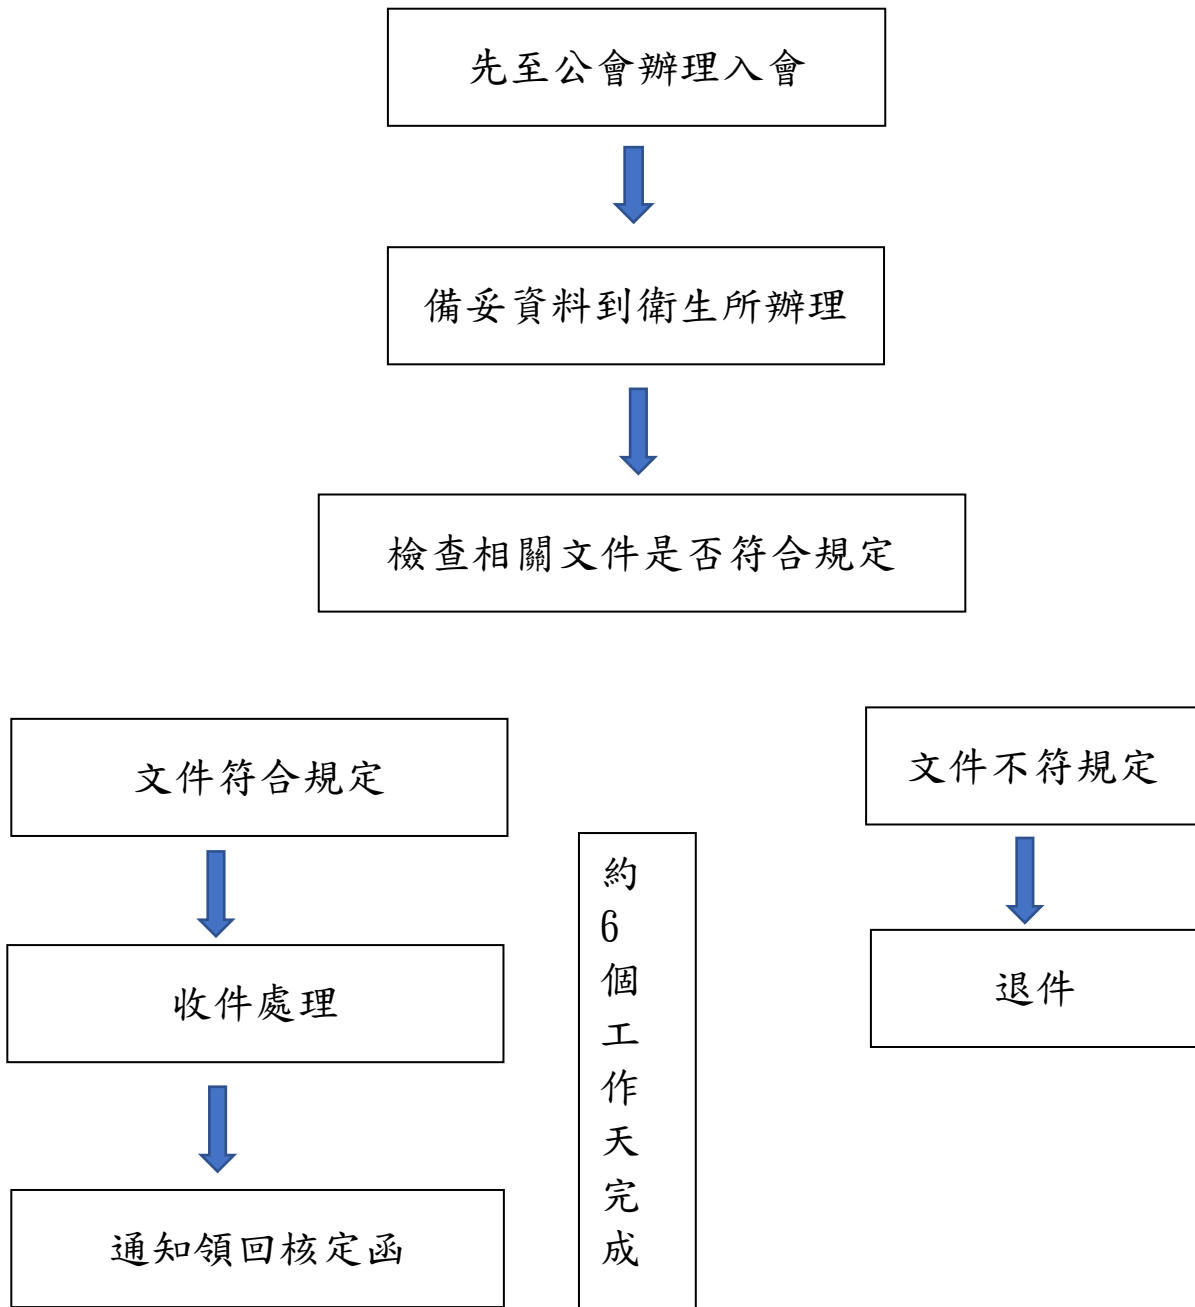 先至公會辦理入會
備妥資料到衛生所辦理
檢查相關文件是否符合規定
文件符合規定
文件不符規定
收件處理
退件
通知領回核定函
約
6
個
工
作
天
完
成